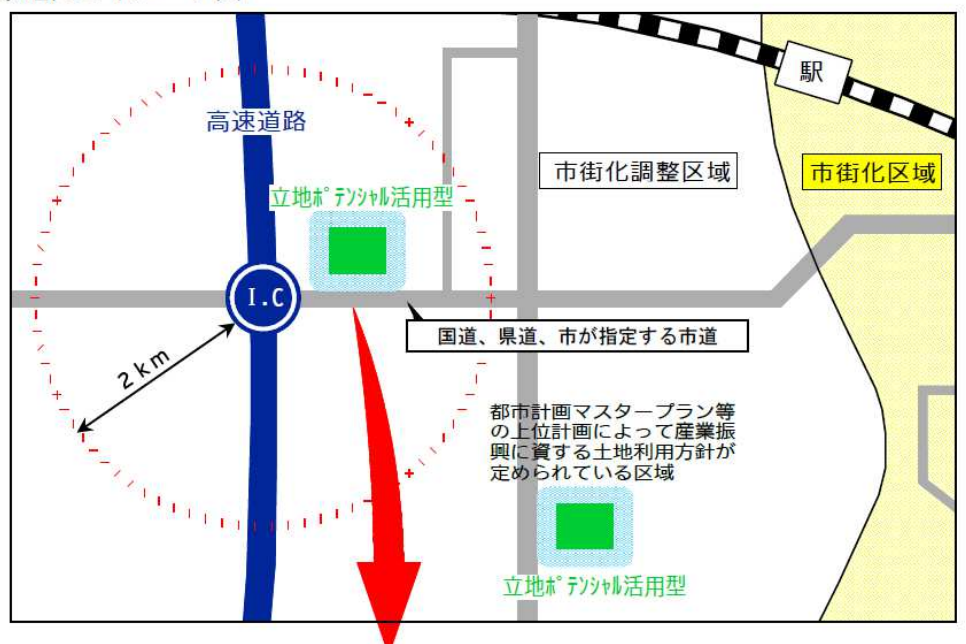 駅
高速道路
市街化調整区域
市街化区域
立地ﾎﾟﾃﾝｼｬﾙ活用型
I.C
国道、県道、市が指定する市道
2km
都市計画マスタープラン等
の上位計画によって産業振
興に資する土地利用方針が
定められている区域
立地ﾎﾟﾃﾝｼｬﾙ活用型